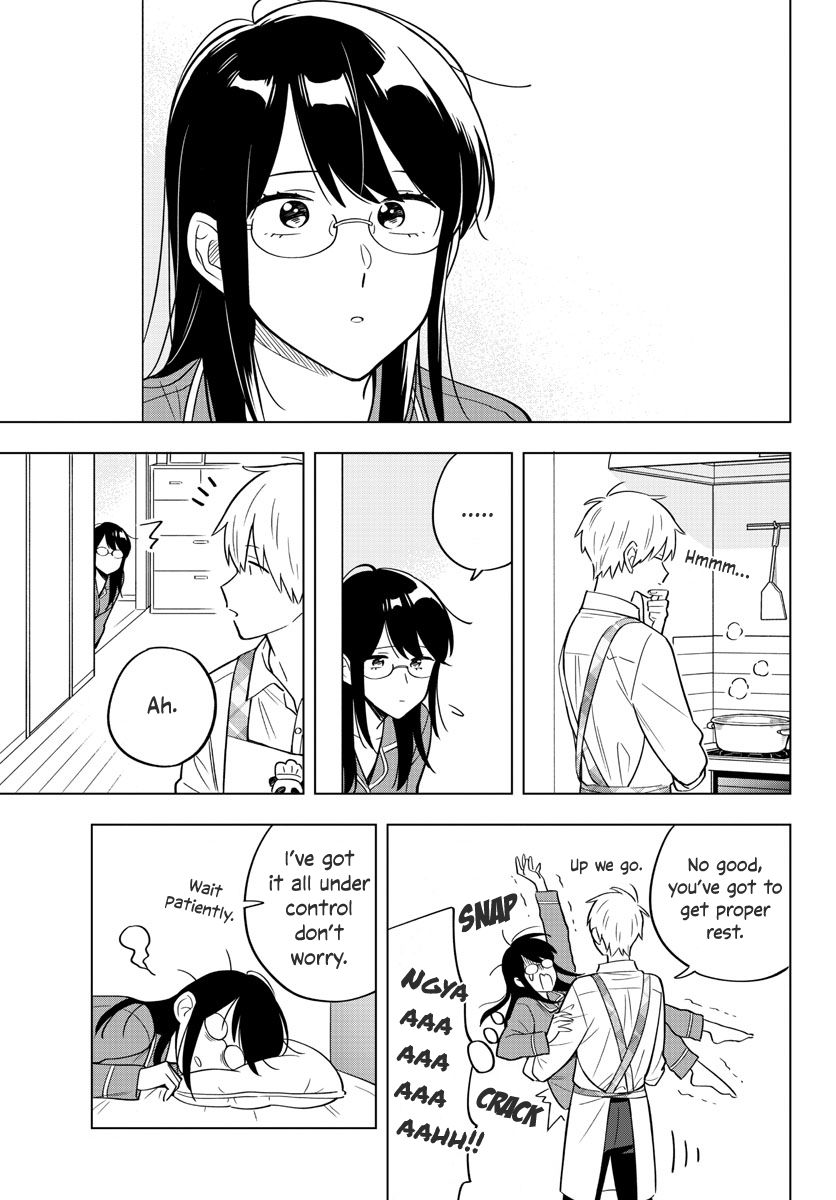 Hmmm...
.....
Ah.
No good,
you've got to
get proper
rest.
Up we go.
SNAP
NGYA
AAA
AAA
AAA
AAHH!!
CRACK
I've got
it all under
control
don't
worry.
Wait
Patiently.